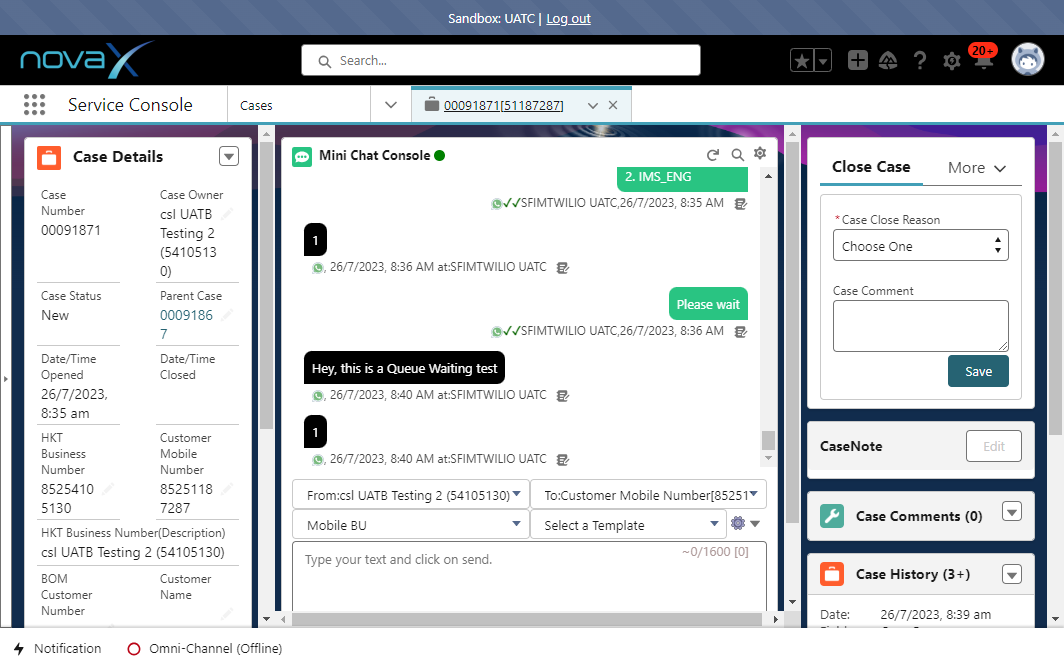 Sandbox: UATC | Log out
novaX
Search...
20+
Service Console
Cases
00091871[51187287]
Case Details
Case Number
00091871
Case Owner
csl UATB Testing 2 (54105130)
Case Status
New
Parent Case
00091867
Date/Time Opened
26/7/2023, 8:35 am
Date/Time Closed
HKT Business Number
85254105130
Customer Mobile Number
85251187287
HKT Business Number(Description)
csl UATB Testing 2 (54105130)
BOM Customer Number
Customer Name
Mini Chat Console
2. IMS_ENG
SFIMTWILIO UATC,26/7/2023, 8:35 AM
1
, 26/7/2023, 8:36 AM at:SFIMTWILIO UATC
Please wait
SFIMTWILIO UATC,26/7/2023, 8:36 AM
Hey, this is a Queue Waiting test
, 26/7/2023, 8:40 AM at:SFIMTWILIO UATC
1
, 26/7/2023, 8:40 AM at:SFIMTWILIO UATC
From:csl UATB Testing 2 (54105130)
To:Customer Mobile Number[85251
Mobile BU
Select a Template
Type your text and click on send.
~0/1600 [0]
Close Case
More
*Case Close Reason
Choose One
Case Comment
Save
CaseNote
Edit
Case Comments (0)
Case History (3+)
Date:
26/7/2023, 8:39 am
Notification
Omni-Channel (Offline)